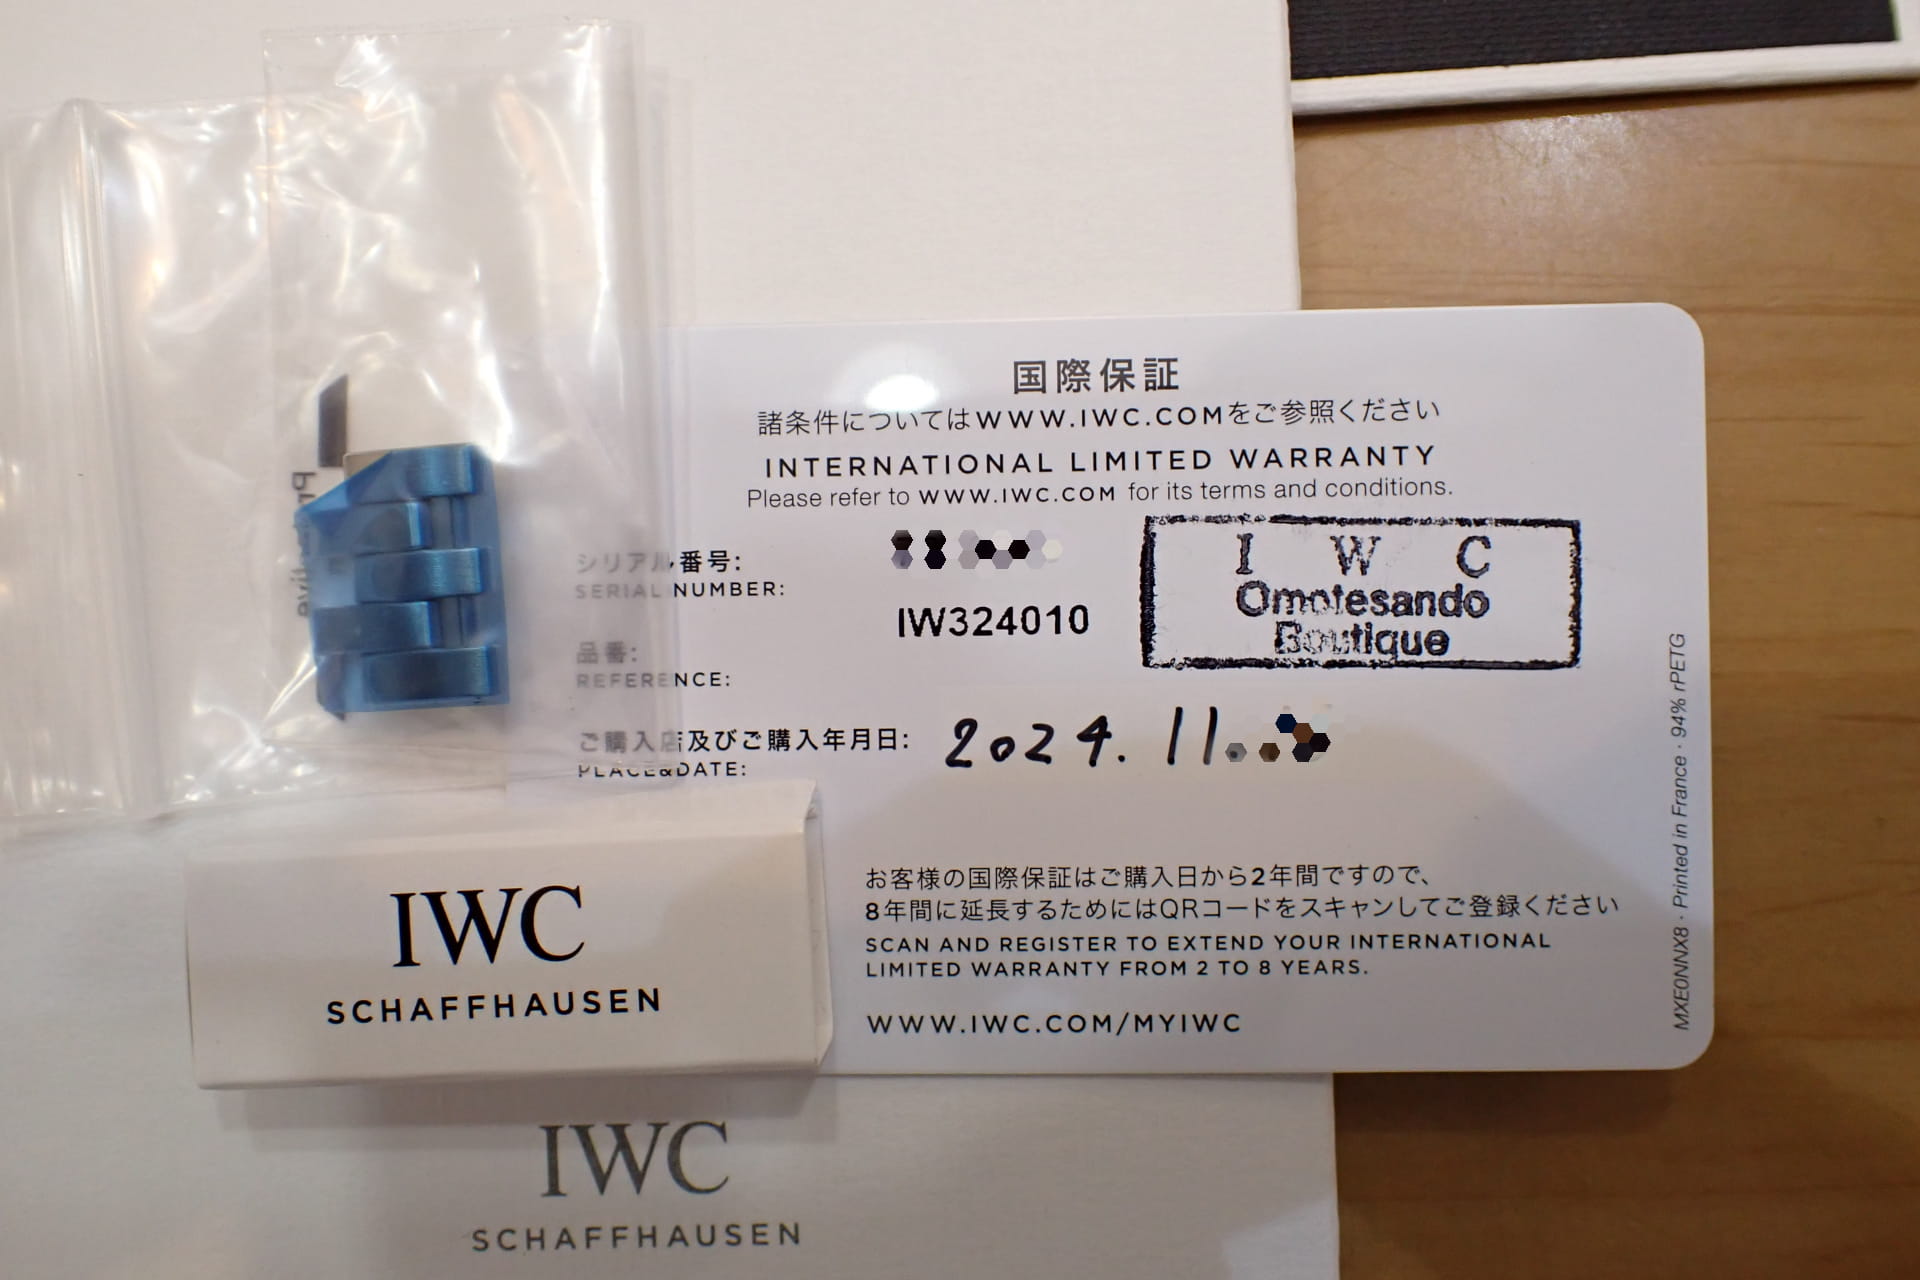 国際保証
諸条件についてはWWW.IWC.COMをご参照ください
INTERNATIONAL LIMITED WARRANTY
Please refer to WWW.IWC.COM for its terms and conditions.
シリアル番号:
SERIAL NUMBER:
IW324010
I W C
Omotesando
Boutique
品番:
REFERENCE:
ご購入店及びご購入年月日:
PLACE&DATE:
2024. 11.
お客様の国際保証はご購入日から2年間ですので、
8年間に延長するためにはQRコードをスキャンしてご登録ください
SCAN AND REGISTER TO EXTEND YOUR INTERNATIONAL
LIMITED WARRANTY FROM 2 TO 8 YEARS.
WWW.IWC.COM/MYIWC
MXE0NNX8 · Printed in France · 94% rPETG
IWC
SCHAFFHAUSEN
IWC
SCHAFFHAUSEN